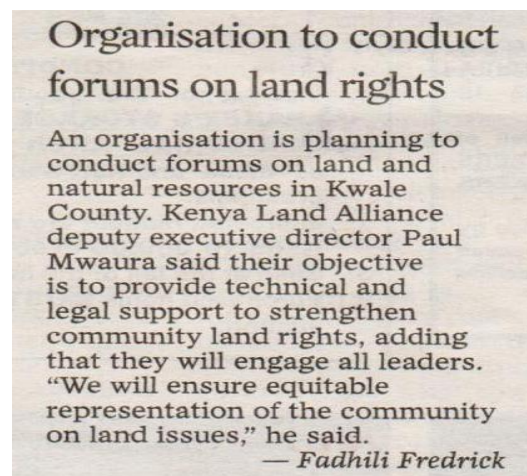 Organisation to conduct
forums on land rights
An organisation is planning to
conduct forums on land and
natural resources in Kwale
County. Kenya Land Alliance
deputy executive director Paul
Mwaura said their objective
is to provide technical and
legal support to strengthen
community land rights, adding
that they will engage all leaders.
“We will ensure equitable
representation of the community
on land issues,” he said.
— Fadhili Fredrick